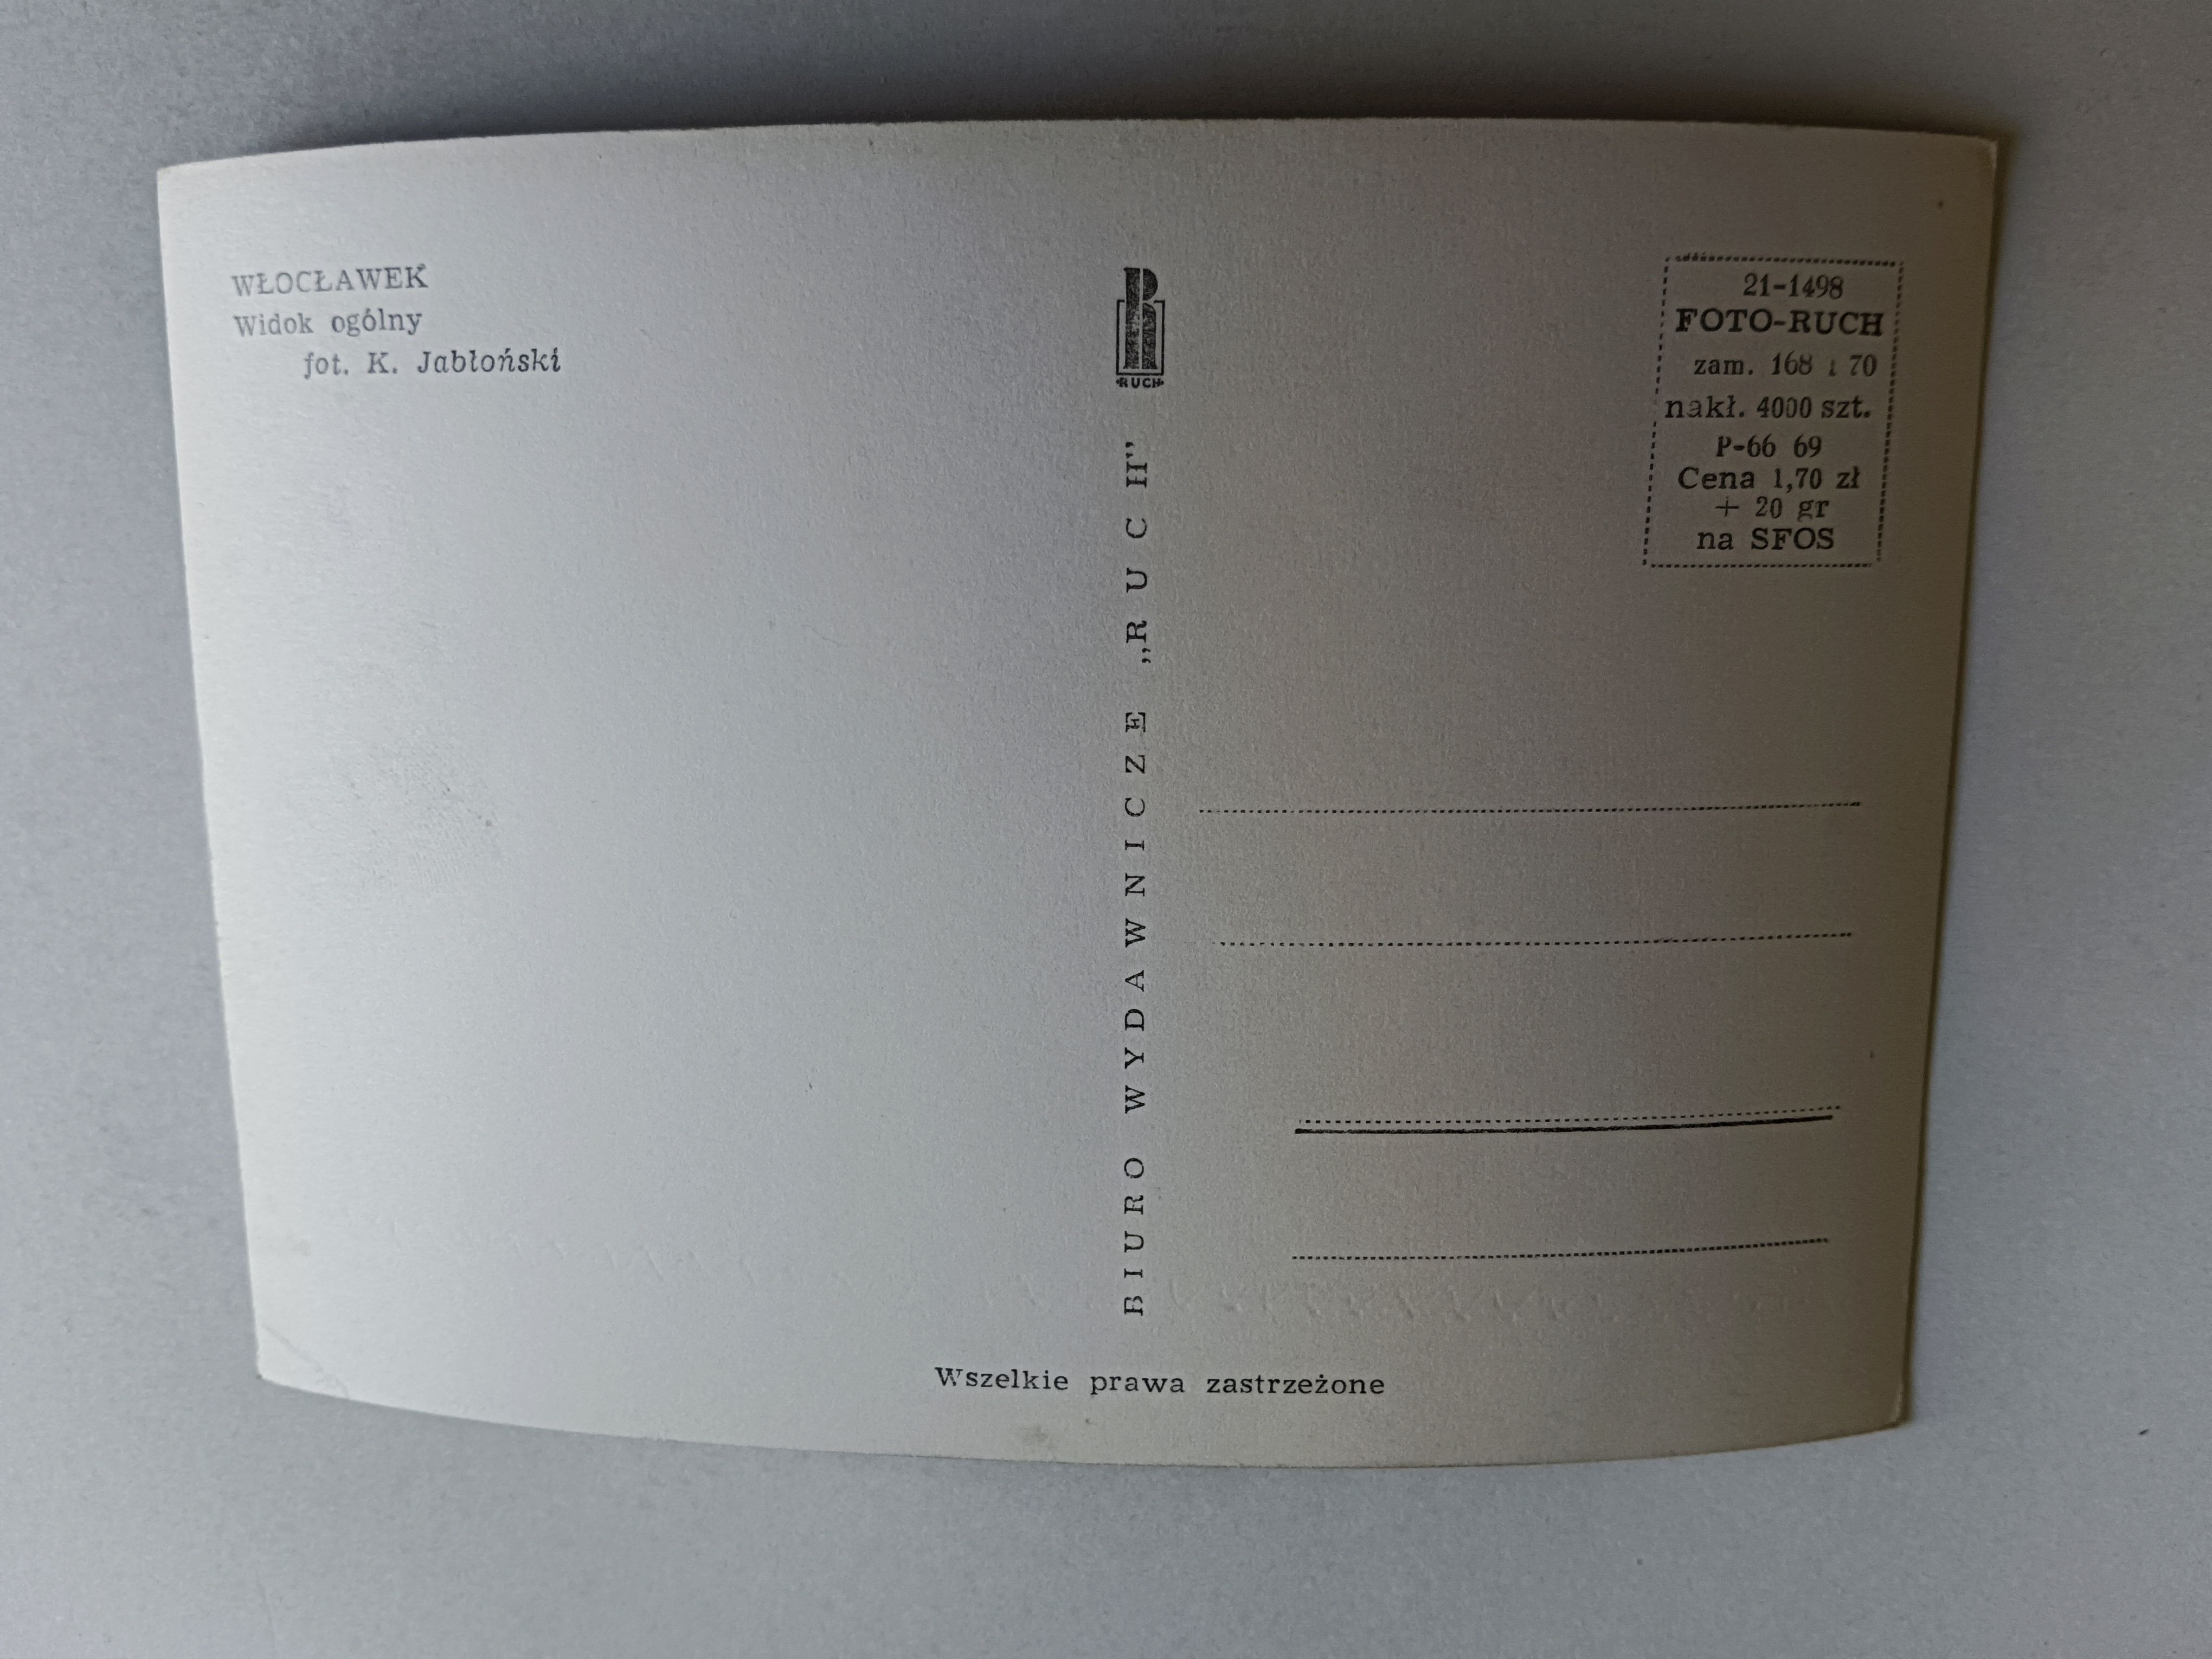 WŁOCŁAWEK
Widok ogólny
fot. K. Jabłoński
RUCH
BIURO WYDAWNICZE „RUCH”
21-1498
FOTO-RUCH
zam. 168 i 70
nakł. 4000 szt.
P-66 69
Cena 1,70 zł
+ 20 gr
na SFOS
Wszelkie prawa zastrzeżone